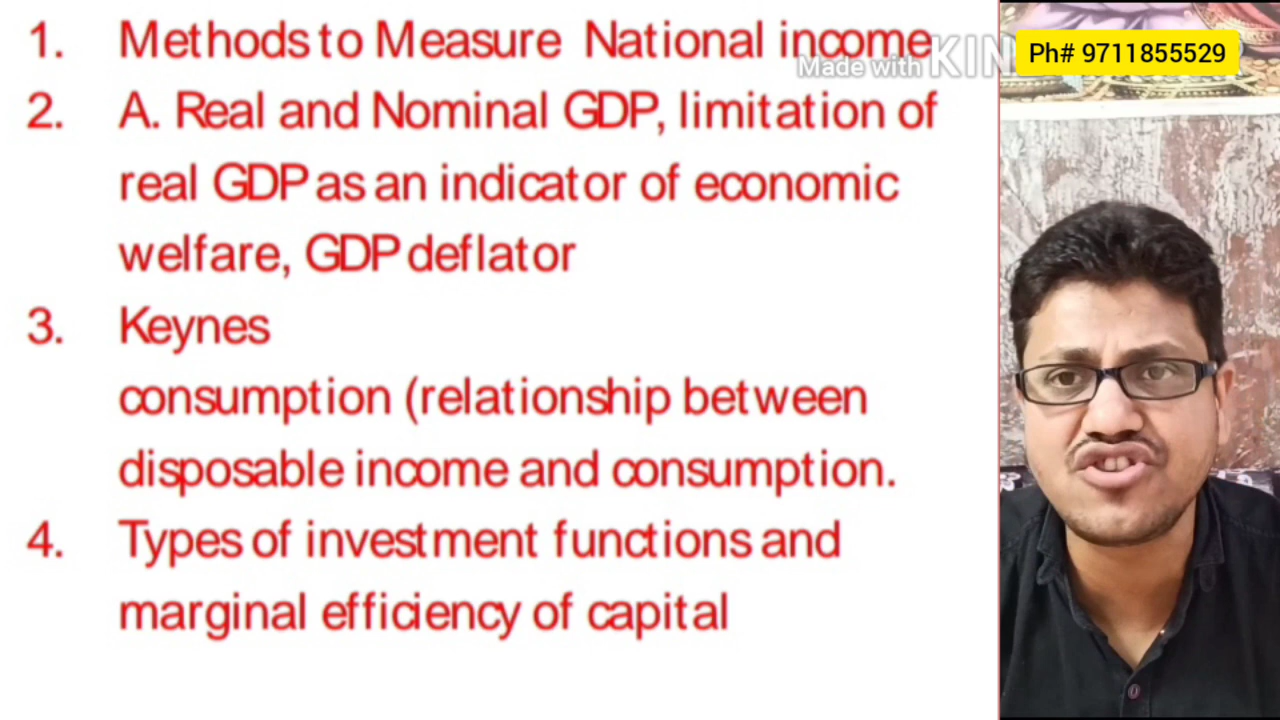 1. Methods to Measure National income
Made with KIN
Ph# 9711855529
2. A. Real and Nominal GDP, limitation of
real GDP as an indicator of economic
welfare, GDP deflator
3. Keynes
consumption (relationship between
disposable income and consumption.
4. Types of investment functions and
marginal efficiency of capital